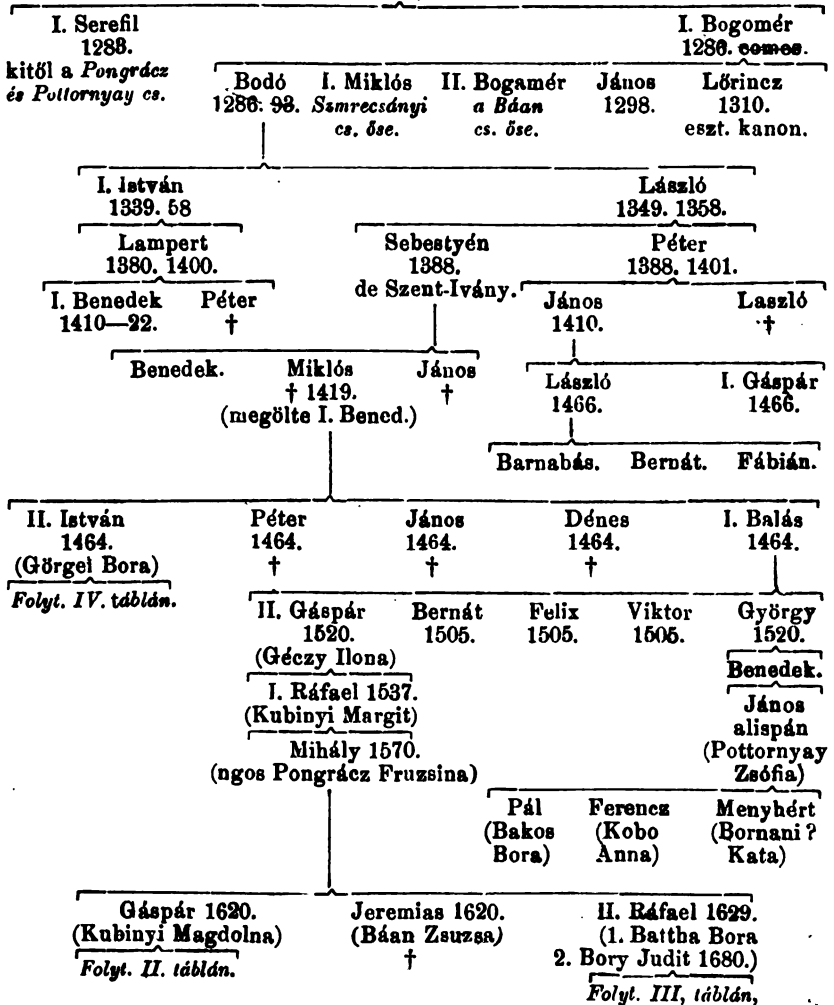 I. Serefil
1283.
kitől a Pongrácz
és Pottornyay cs.
I. Bogomér
1286. comes.
Bodó
1286. 93.
I. Miklós
Szmrecsányi
cs. őse.
II. Bogamér
a Báan
cs. őse.
János
1298.
Lőrincz
1310.
eszt. kanon.
I. István
1339. 58
László
1349. 1358.
Lampert
1380. 1400.
Sebestyén
1388.
de Szent-Ivány.
Péter
1388. 1401.
I. Benedek
1410—22.
Péter
†
János
1410.
Laszló
†
Benedek.
Miklós
† 1419.
(megölte I. Bened.)
János
†
László
1466.
I. Gáspár
1466.
Barnabás. Bernát. Fábián.
II. István
1464.
(Görgei Bora)
Folyt. IV. táblán.
Péter
1464.
†
János
1464.
†
Dénes
1464.
†
I. Balás
1464.
II. Gáspár
1520.
(Géczy Ilona)
Bernát
1505.
Felix
1505.
Viktor
1505.
György
1520.
I. Ráfael 1537.
(Kubinyi Margit)
Mihály 1570.
(ngos Pongrácz Fruzsina)
Benedek.
János
alispán
(Pottornyay
Zsófia)
Pál
(Bakos
Bora)
Ferencz
(Kobo
Anna)
Menyhért
(Bornani ?
Kata)
Gáspár 1620.
(Kubinyi Magdolna)
Folyt. II. táblán.
Jeremias 1620.
(Báan Zsuzsa)
†
II. Ráfael 1629.
(1. Battha Bora
2. Bory Judit 1680.)
Folyt. III, táblán,